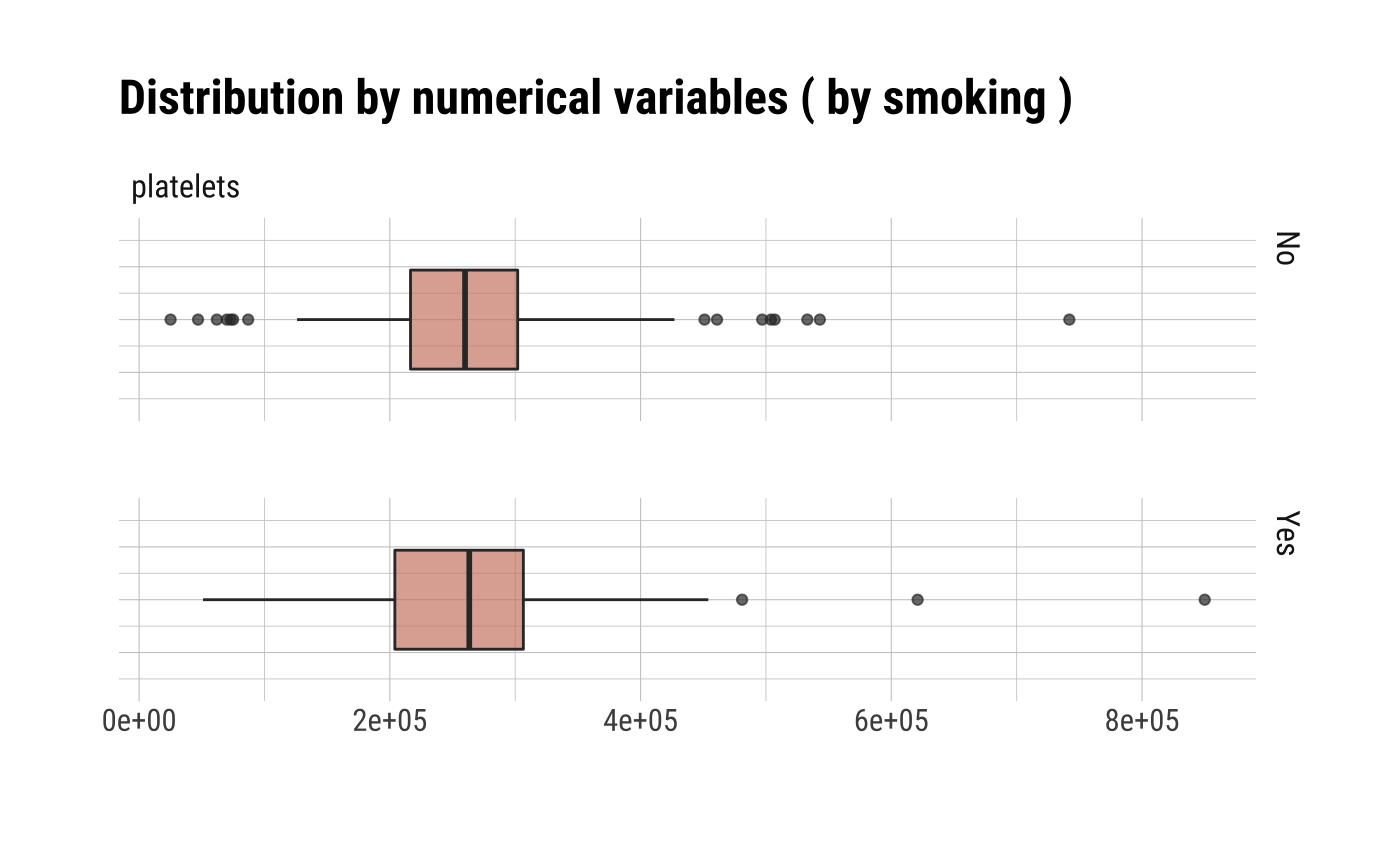 Distribution by numerical variables ( by smoking )
platelets
No
Yes
0e+00 2e+05 4e+05 6e+05 8e+05